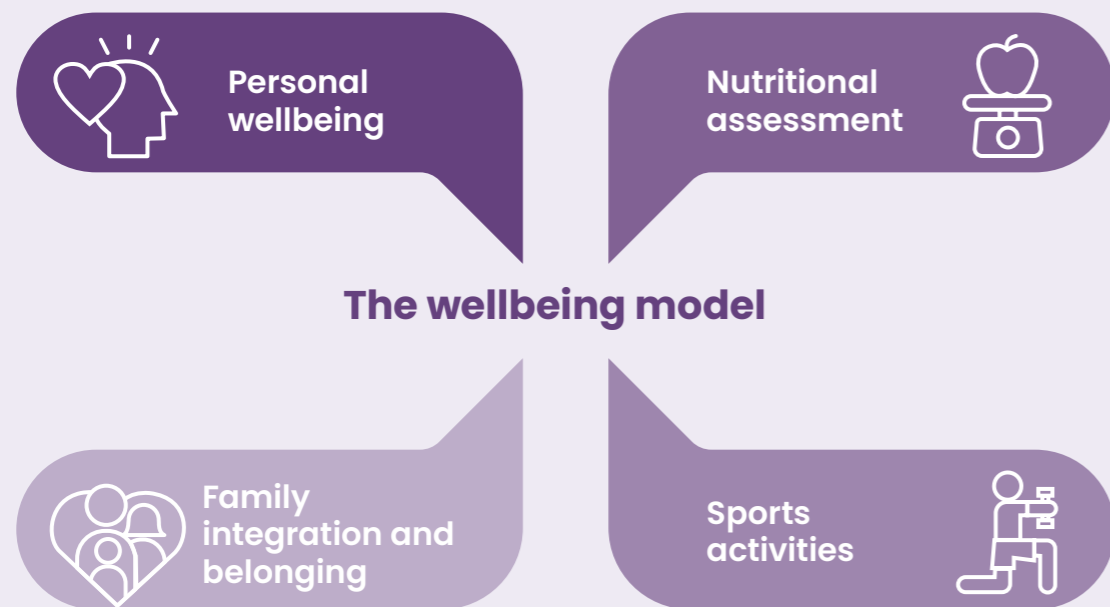 Personal
wellbeing
Nutritional
assessment
The wellbeing model
Family
integration and
belonging
Sports
activities